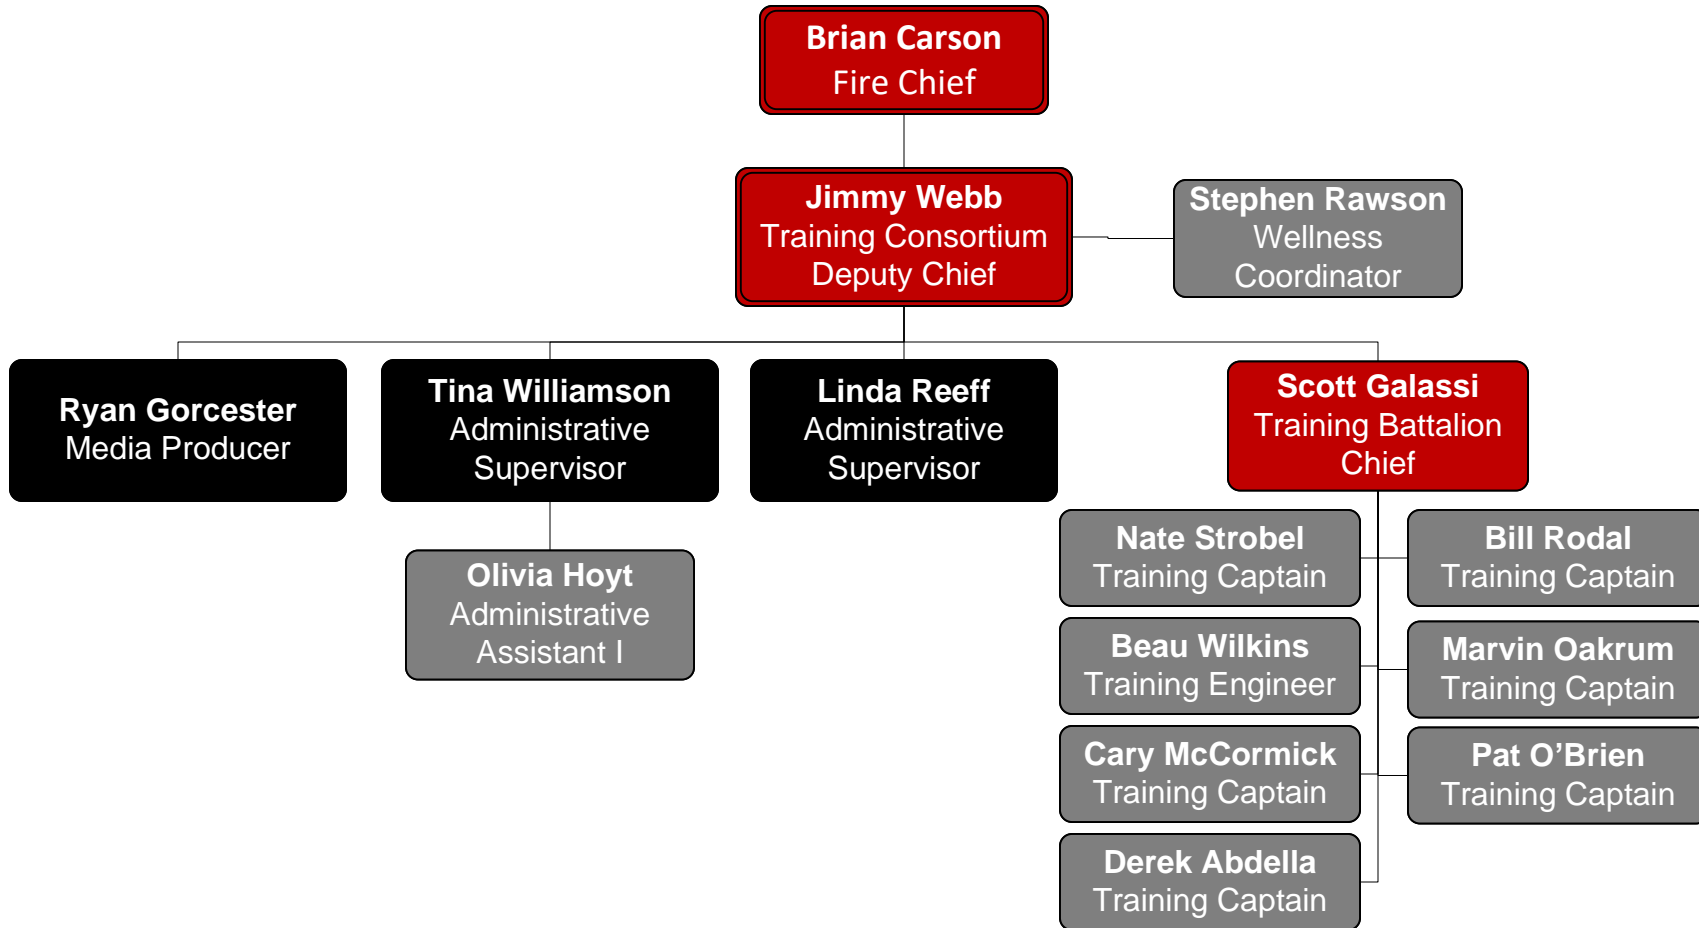 Brian Carson
Fire Chief
Jimmy Webb
Training Consortium
Deputy Chief
Stephen Rawson
Wellness
Coordinator
Ryan Gorcester
Media Producer
Tina Williamson
Administrative
Supervisor
Linda Reeff
Administrative
Supervisor
Scott Galassi
Training Battalion
Chief
Olivia Hoyt
Administrative
Assistant I
Nate Strobel
Training Captain
Bill Rodal
Training Captain
Beau Wilkins
Training Engineer
Marvin Oakrum
Training Captain
Cary McCormick
Training Captain
Pat O’Brien
Training Captain
Derek Abdella
Training Captain